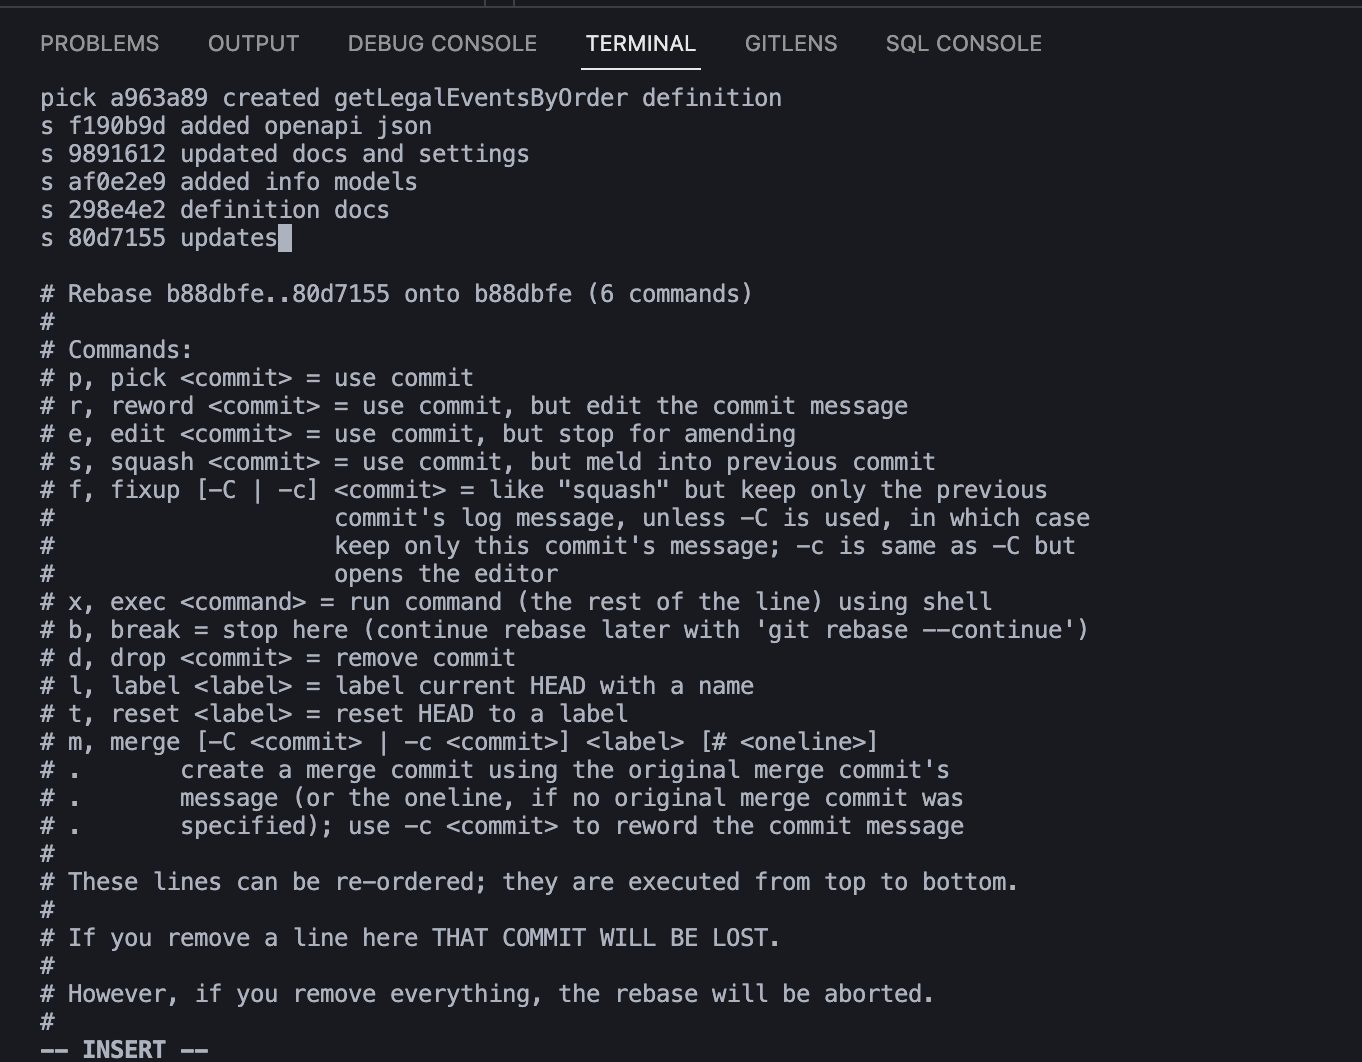 PROBLEMS OUTPUT DEBUG CONSOLE TERMINAL GITLENS SQL CONSOLE
pick a963a89 created getLegalEventsByOrder definition
s f190b9d added openapi json
s 9891612 updated docs and settings
s af0e2e9 added info models
s 298e4e2 definition docs
s 80d7155 updates

# Rebase b88dbfe..80d7155 onto b88dbfe (6 commands)
#
# Commands:
# p, pick <commit> = use commit
# r, reword <commit> = use commit, but edit the commit message
# e, edit <commit> = use commit, but stop for amending
# s, squash <commit> = use commit, but meld into previous commit
# f, fixup [-C | -c] <commit> = like "squash" but keep only the previous
#                    commit's log message, unless -C is used, in which case
#                    keep only this commit's message; -c is same as -C but
#                    opens the editor
# x, exec <command> = run command (the rest of the line) using shell
# b, break = stop here (continue rebase later with 'git rebase --continue')
# d, drop <commit> = remove commit
# l, label <label> = label current HEAD with a name
# t, reset <label> = reset HEAD to a label
# m, merge [-C <commit> | -c <commit>] <label> [# <oneline>]
# .       create a merge commit using the original merge commit's
# .       message (or the oneline, if no original merge commit was
# .       specified); use -c <commit> to reword the commit message
#
# These lines can be re-ordered; they are executed from top to bottom.
#
# If you remove a line here THAT COMMIT WILL BE LOST.
#
# However, if you remove everything, the rebase will be aborted.
#
-- INSERT --